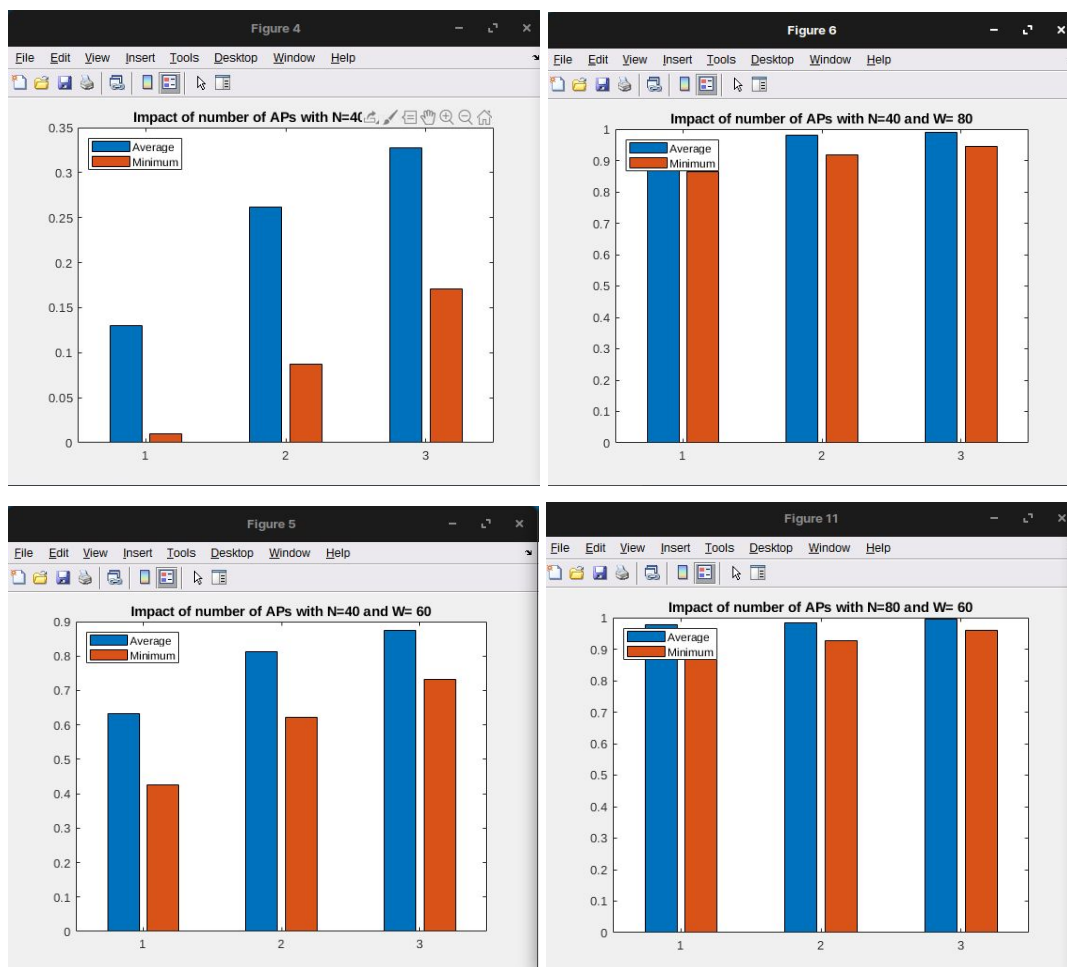 Figure 4
File Edit View Insert Tools Desktop Window Help
Impact of number of APs with N=40
Average
Minimum
0.35
0.3
0.25
0.2
0.15
0.1
0.05
0
1 2 3
Figure 6
File Edit View Insert Tools Desktop Window Help
Impact of number of APs with N=40 and W= 80
Average
Minimum
1
0.9
0.8
0.7
0.6
0.5
0.4
0.3
0.2
0.1
0
1 2 3
Figure 5
File Edit View Insert Tools Desktop Window Help
Impact of number of APs with N=40 and W= 60
Average
Minimum
0.9
0.8
0.7
0.6
0.5
0.4
0.3
0.2
0.1
0
1 2 3
Figure 11
File Edit View Insert Tools Desktop Window Help
Impact of number of APs with N=80 and W= 60
Average
Minimum
1
0.9
0.8
0.7
0.6
0.5
0.4
0.3
0.2
0.1
0
1 2 3